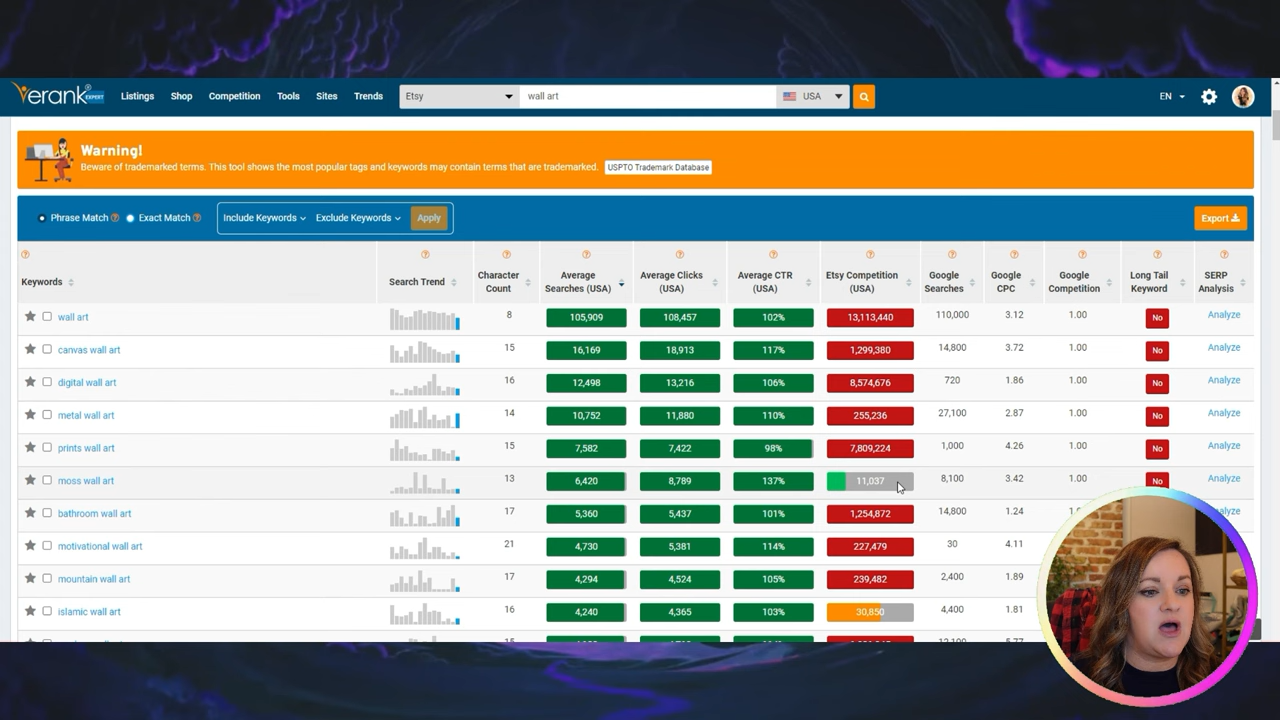 erank EXPERT Listings Shop Competition Tools Sites Trends Etsy wall art USA EN
Warning!
Beware of trademarked terms. This tool shows the most popular tags and keywords may contain terms that are trademarked. USPTO Trademark Database
Phrase Match Exact Match Include Keywords Exclude Keywords Apply Export
Keywords Search Trend Character Count Average Searches (USA) Average Clicks (USA) Average CTR (USA) Etsy Competition (USA) Google Searches Google CPC Google Competition Long Tail Keyword SERP Analysis
wall art 8 105,909 108,457 102% 13,113,440 110,000 3.12 1.00 No Analyze
canvas wall art 15 16,169 18,913 117% 1,299,380 14,800 3.72 1.00 No Analyze
digital wall art 16 12,498 13,216 106% 8,574,676 720 1.86 1.00 No Analyze
metal wall art 14 10,752 11,880 110% 255,236 27,100 2.87 1.00 No Analyze
prints wall art 15 7,582 7,422 98% 7,809,224 1,000 4.26 1.00 No Analyze
moss wall art 13 6,420 8,789 137% 11,037 8,100 3.42 1.00 No Analyze
bathroom wall art 17 5,360 5,437 101% 1,254,872 14,800 1.24
motivational wall art 21 4,730 5,381 114% 227,479 30 4.11
mountain wall art 17 4,294 4,524 105% 239,482 2,400 1.89
islamic wall art 16 4,240 4,365 103% 30,850 4,400 1.81